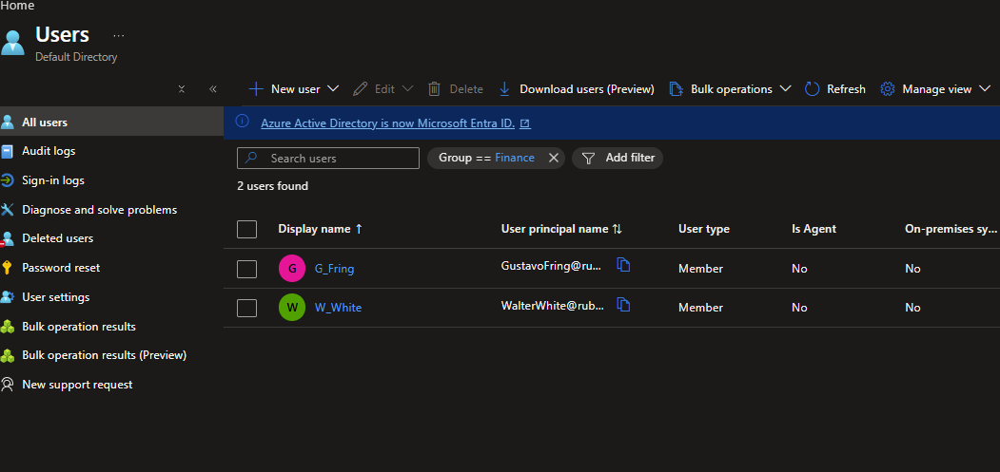 Home
Users ...
Default Directory
New user Edit Delete Download users (Preview) Bulk operations Refresh Manage view
All users
Audit logs
Sign-in logs
Diagnose and solve problems
Deleted users
Password reset
User settings
Bulk operation results
Bulk operation results (Preview)
New support request
Azure Active Directory is now Microsoft Entra ID.
Search users Group == Finance Add filter
2 users found
Display name User principal name User type Is Agent On-premises sy...
G G_Fring GustavoFring@ru... Member No No
W W_White WalterWhite@rub... Member No No